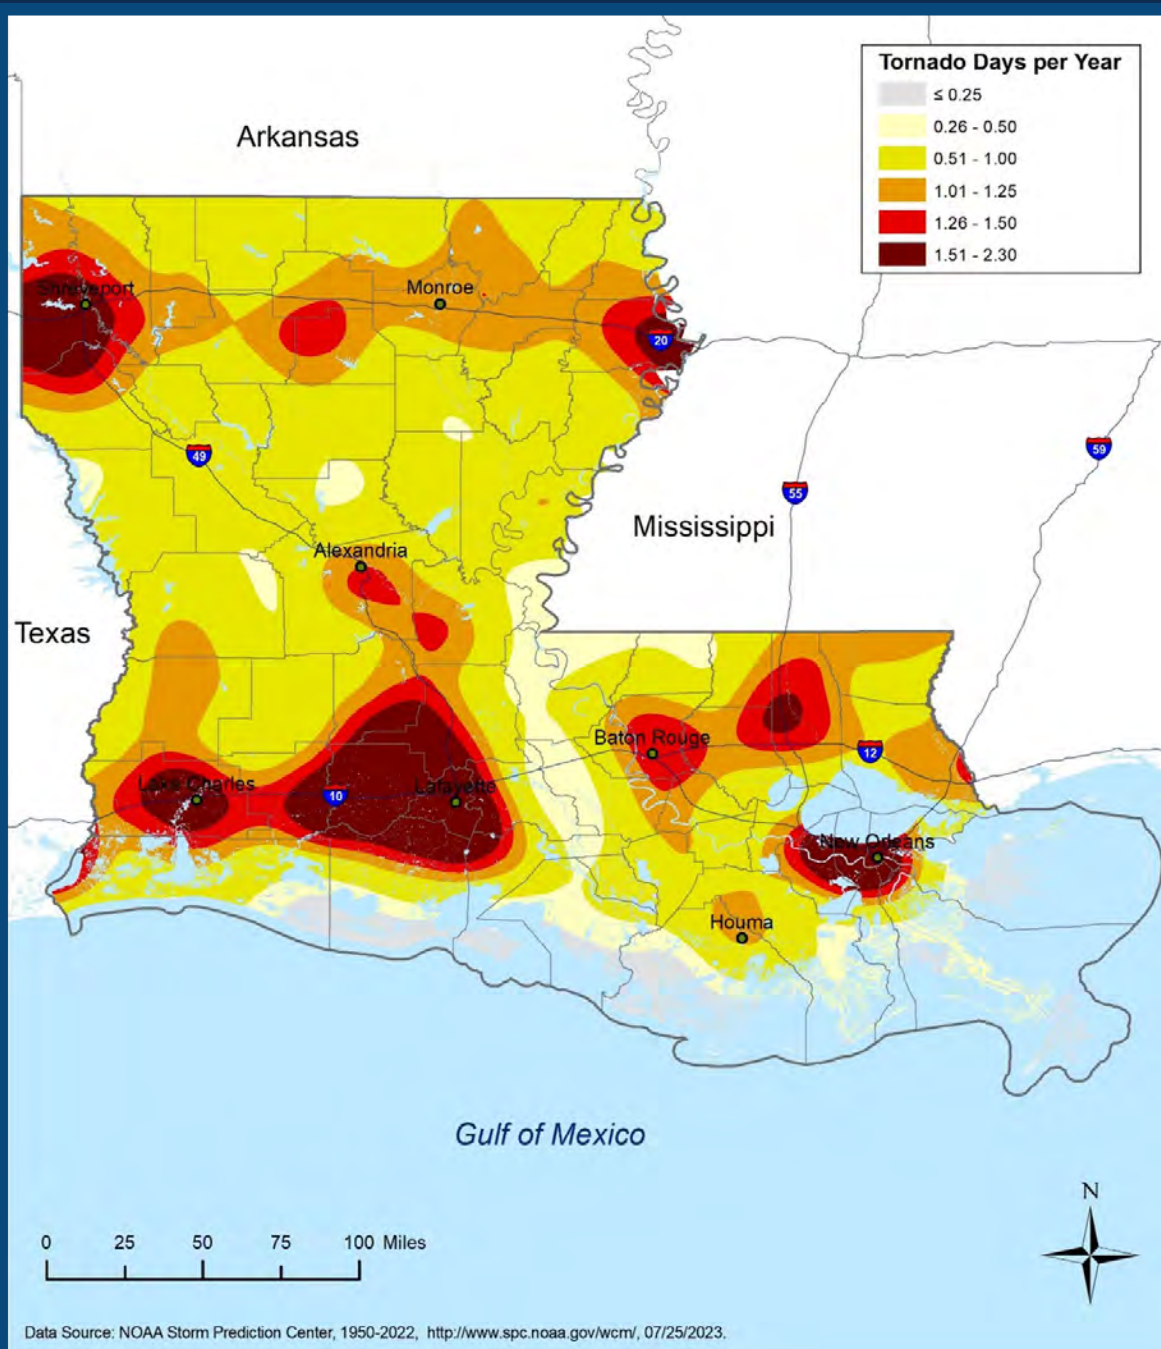 Tornado Days per Year
≤ 0.25
0.26 - 0.50
0.51 - 1.00
1.01 - 1.25
1.26 - 1.50
1.51 - 2.30
Arkansas
Shreveport
Monroe
20
49
59
55
Mississippi
Alexandria
Texas
Baton Rouge
12
Lake Charles
10
Lafayette
New Orleans
Houma
Gulf of Mexico
N
0 25 50 75 100 Miles
Data Source: NOAA Storm Prediction Center, 1950-2022, http://www.spc.noaa.gov/wcm/, 07/25/2023.